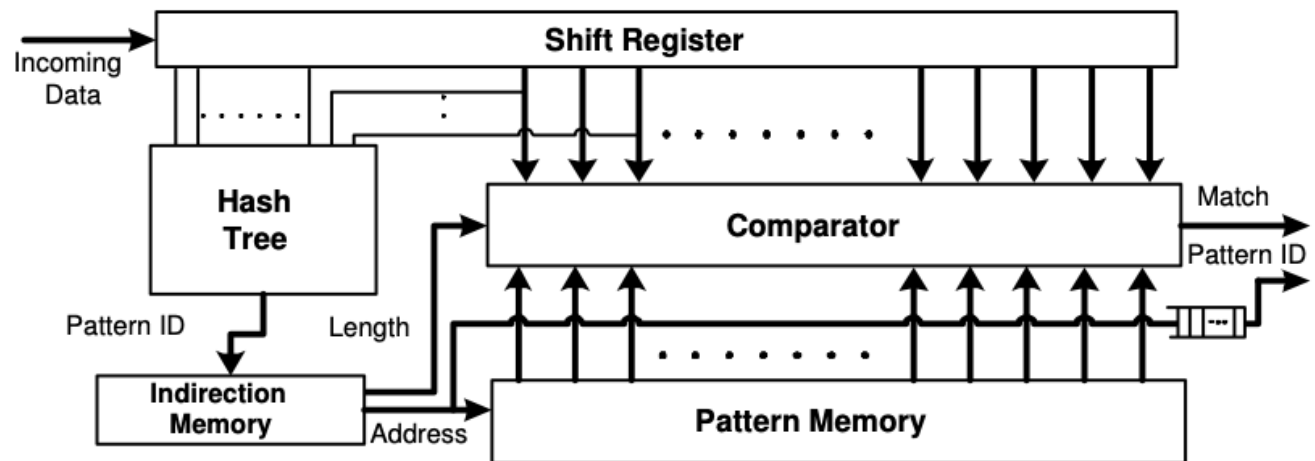 Shift Register
Incoming
Data
Hash
Tree
Comparator
Match
Pattern ID
Pattern ID
Length
Indirection
Memory
Address
Pattern Memory